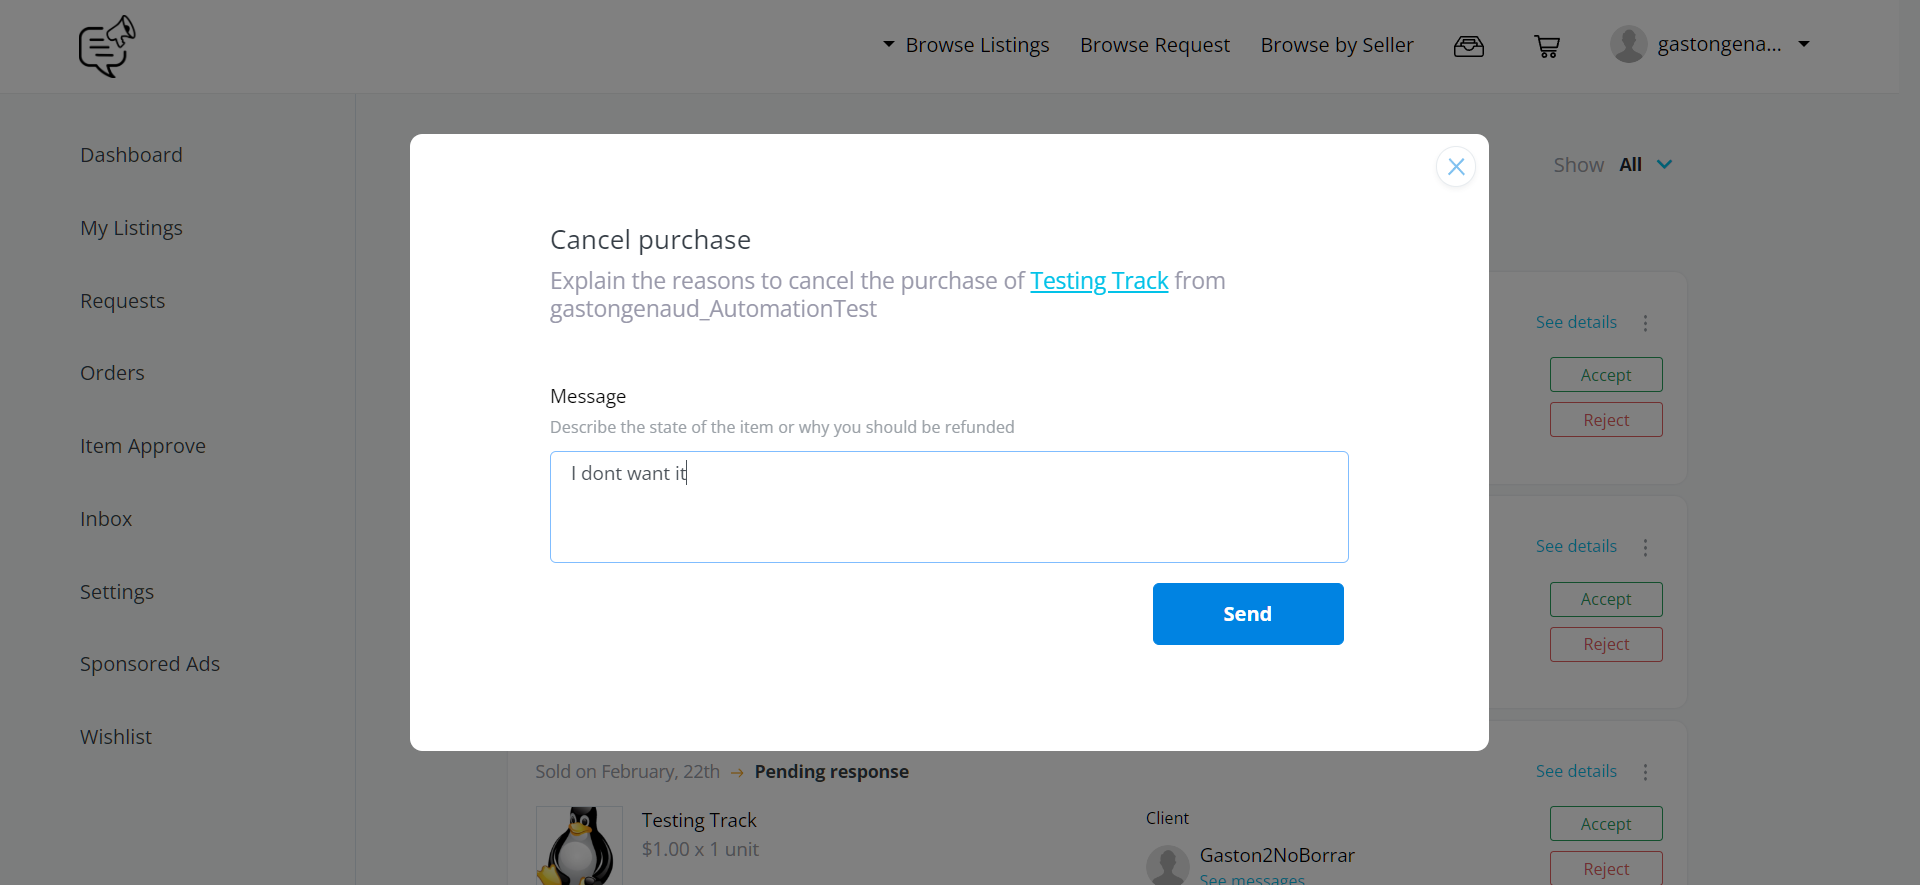 Browse Listings
Browse Request
Browse by Seller
gastongena...
Dashboard
My Listings
Requests
Orders
Item Approve
Inbox
Settings
Sponsored Ads
Wishlist
Show All
Cancel purchase
Explain the reasons to cancel the purchase of Testing Track from
gastongenaud_AutomationTest
Message
Describe the state of the item or why you should be refunded
I dont want it
Send
See details
Accept
Reject
See details
Accept
Reject
Sold on February, 22th → Pending response
See details
Testing Track
$1.00 x 1 unit
Client
Gaston2NoBorrar
See messages
Accept
Reject